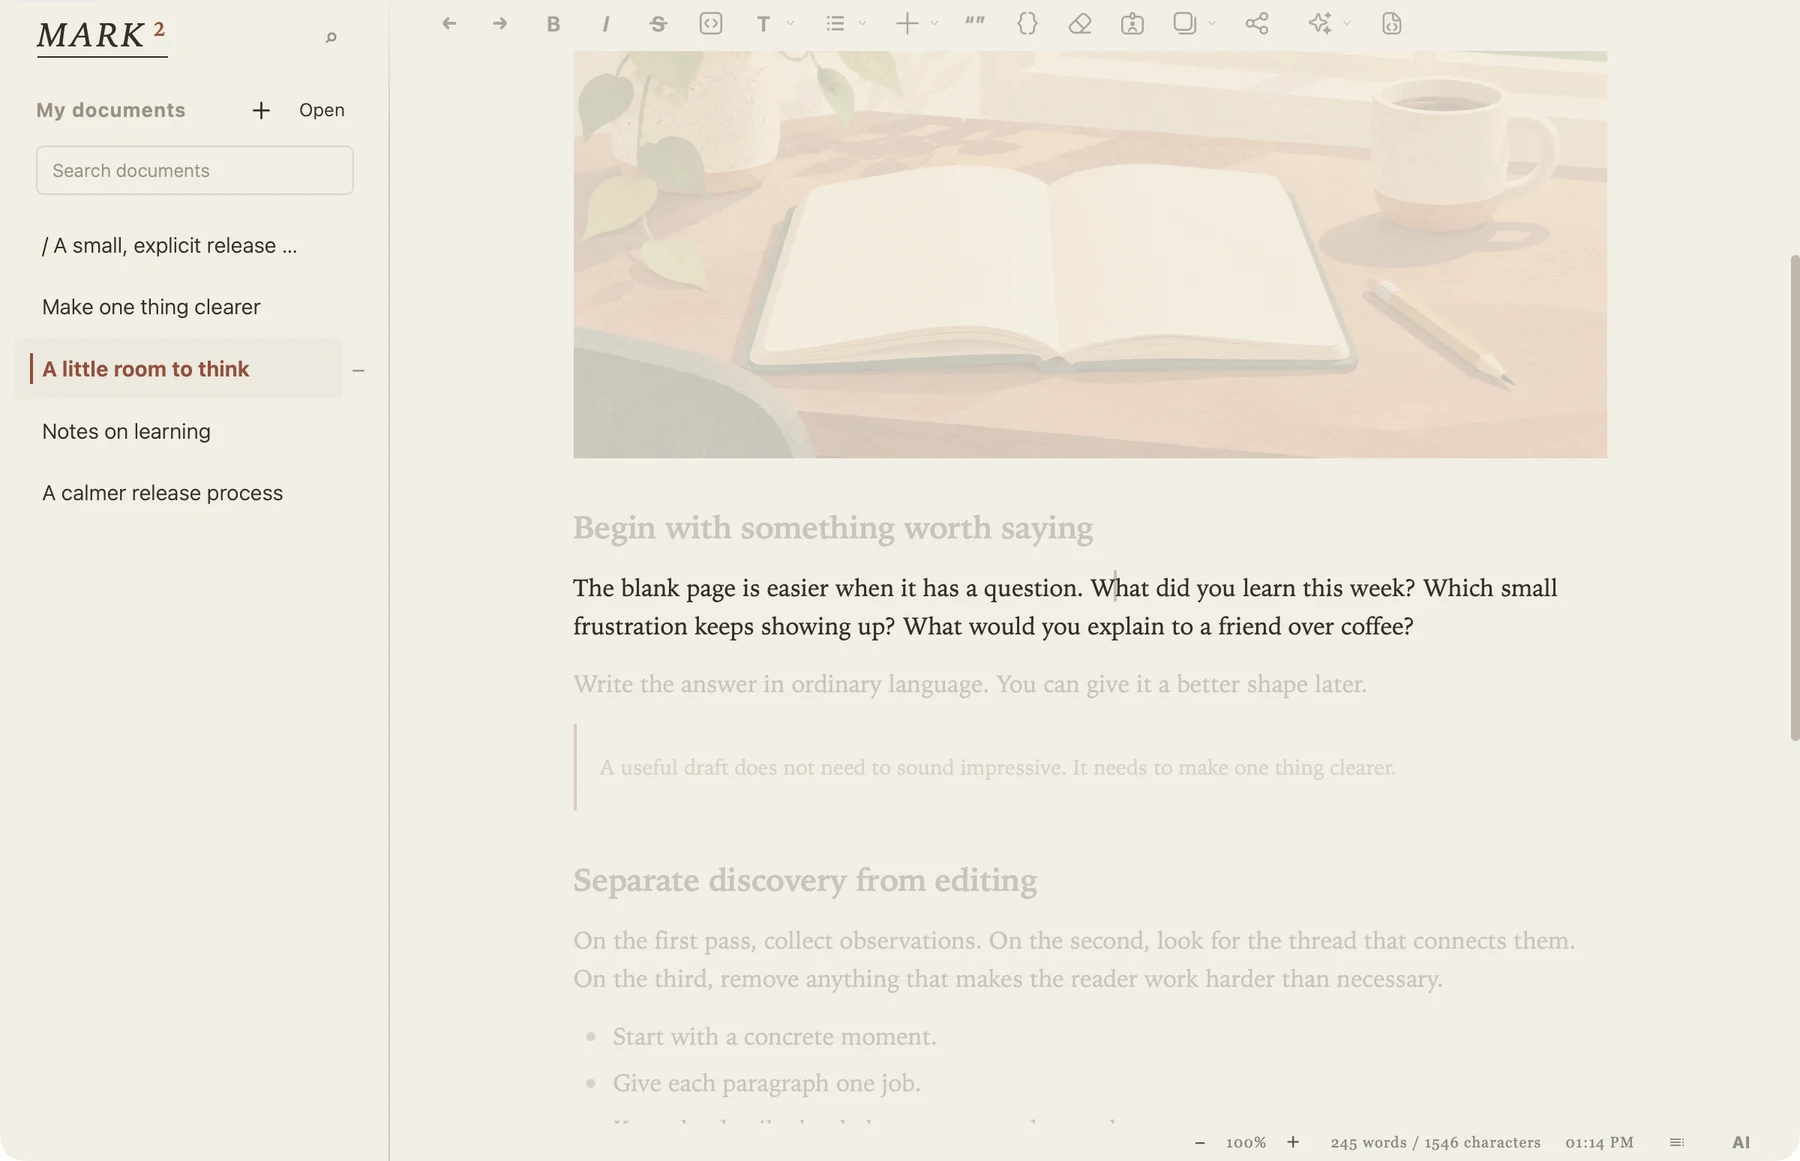 MARK 2
My documents
Open
Search documents
/ A small, explicit release ...
Make one thing clearer
A little room to think
Notes on learning
A calmer release process
B I S T “”
Begin with something worth saying
The blank page is easier when it has a question. What did you learn this week? Which small
frustration keeps showing up? What would you explain to a friend over coffee?
Write the answer in ordinary language. You can give it a better shape later.
A useful draft does not need to sound impressive. It needs to make one thing clearer.
Separate discovery from editing
On the first pass, collect observations. On the second, look for the thread that connects them.
On the third, remove anything that makes the reader work harder than necessary.
• Start with a concrete moment.
• Give each paragraph one job.
− 100% +
245 words / 1546 characters
01:14 PM
AI